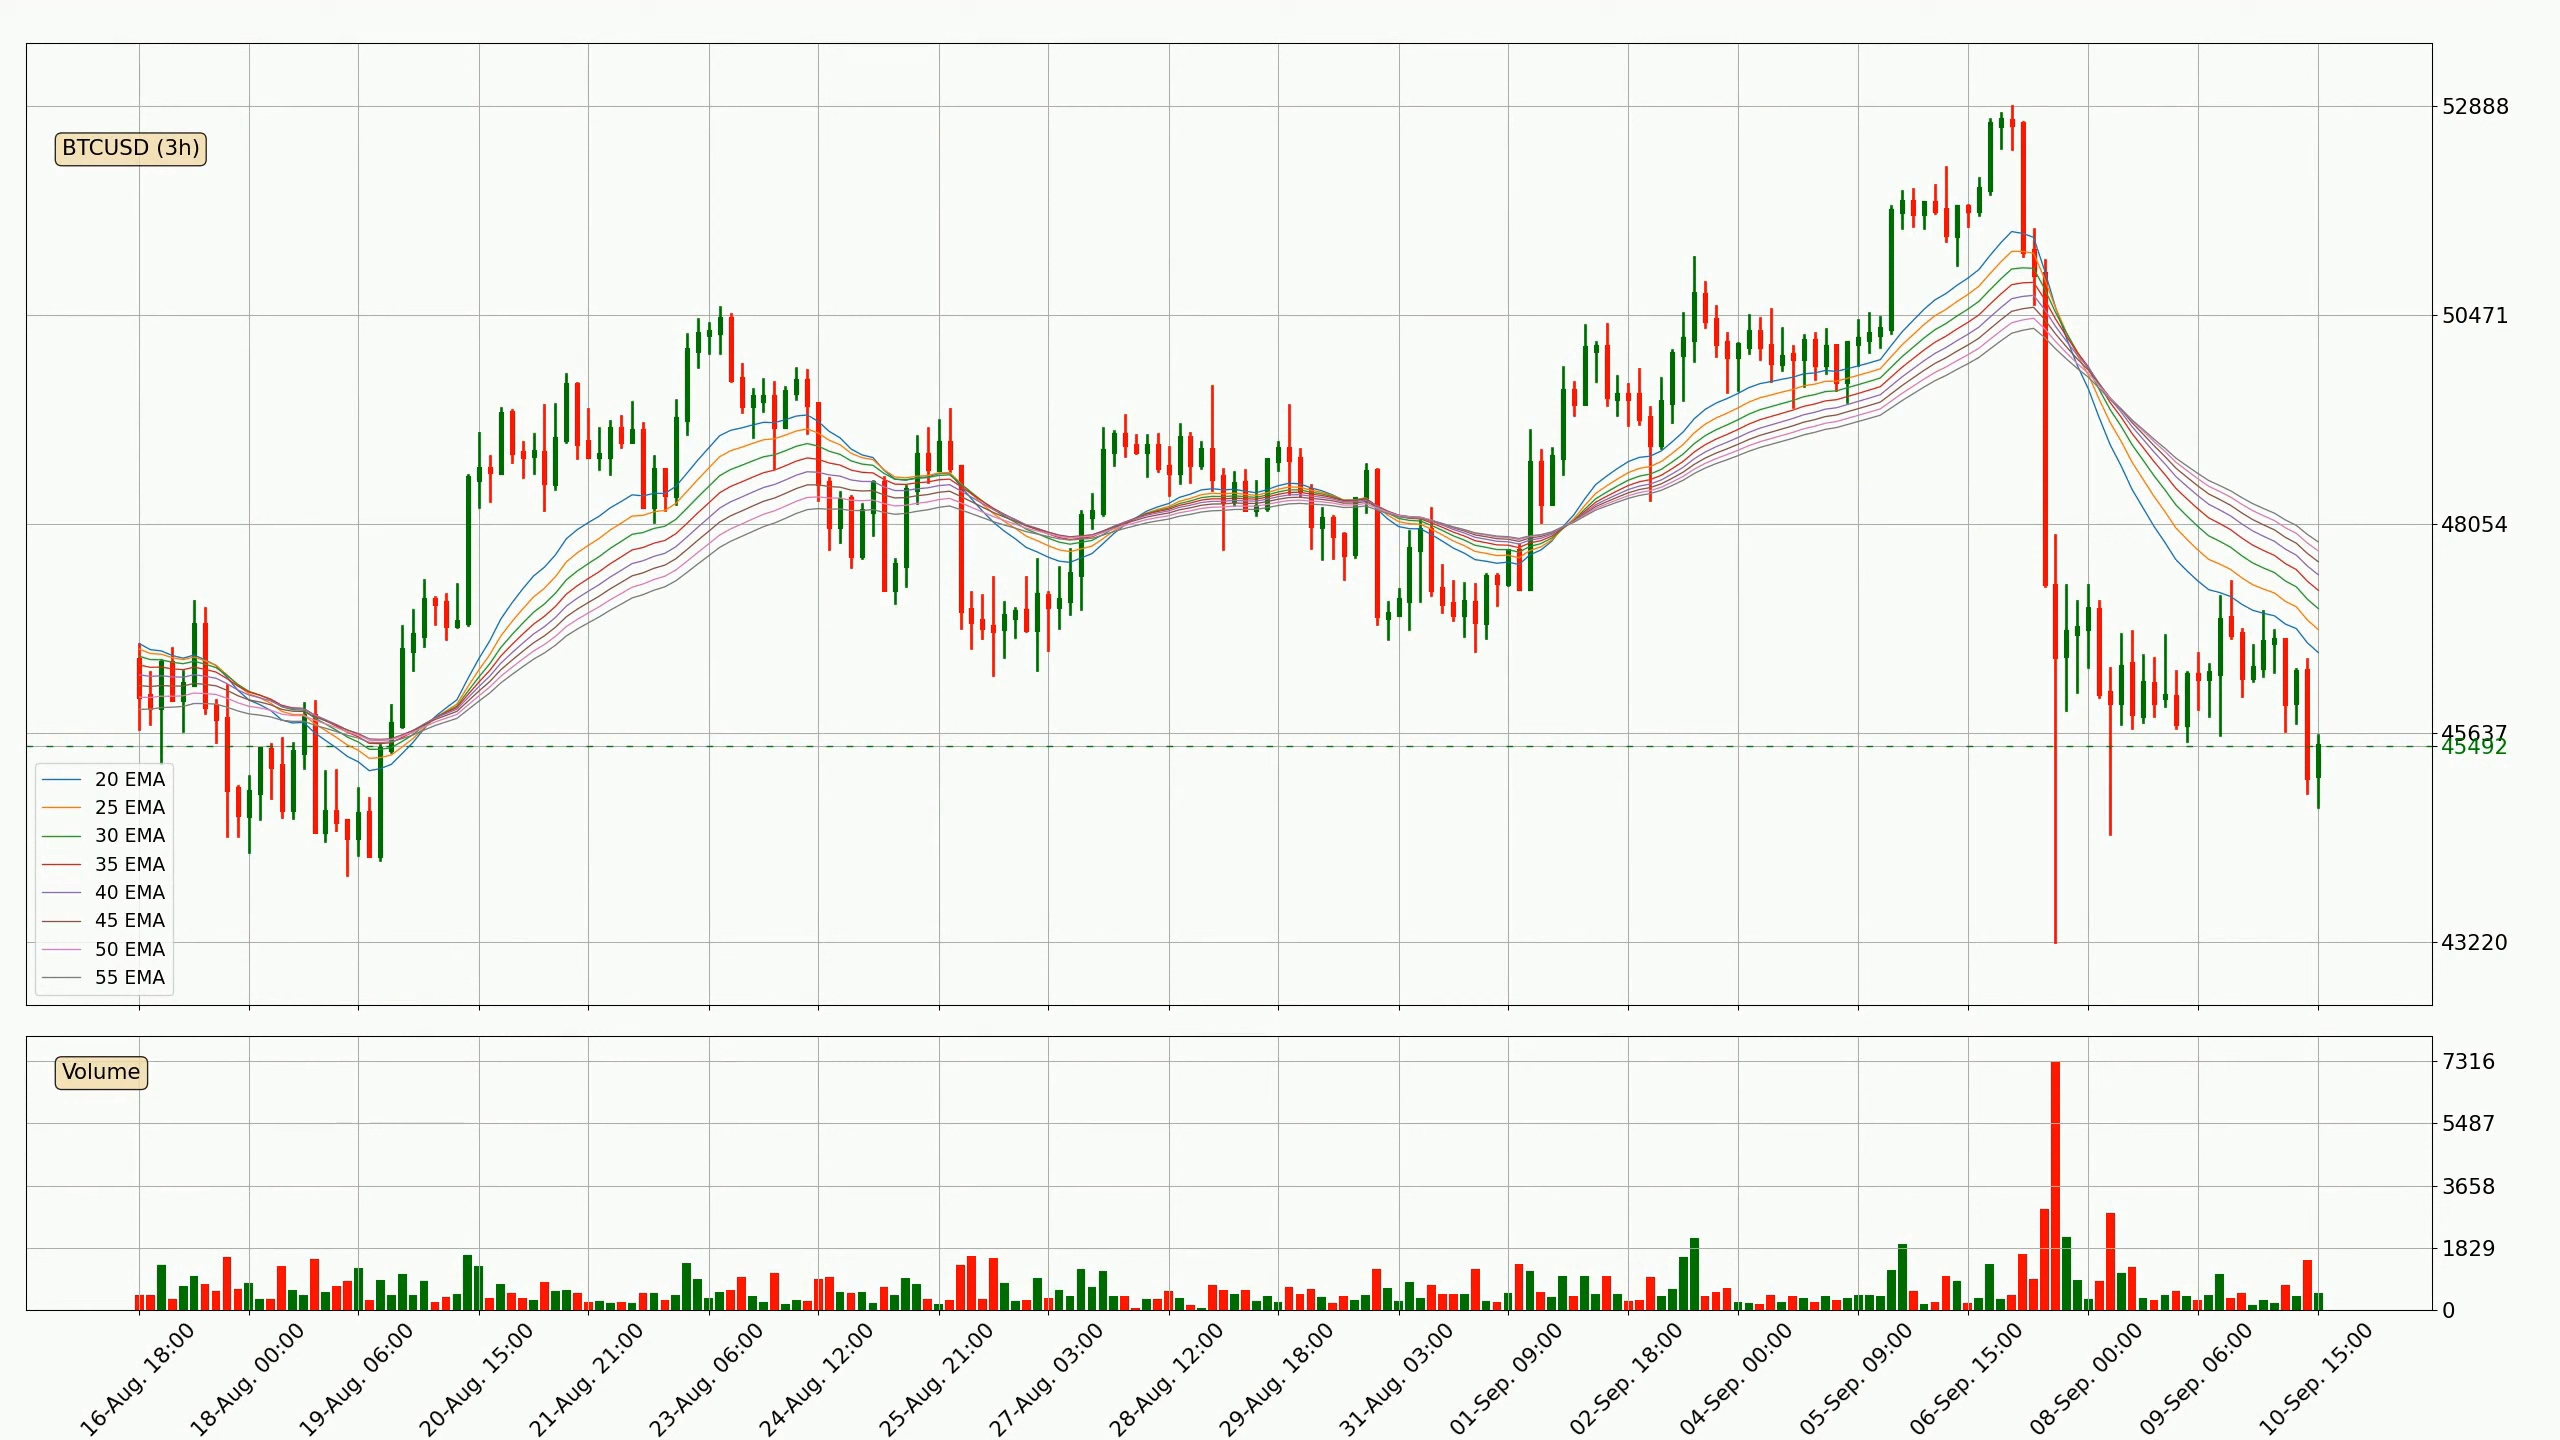 BTCUSD (3h)
52888
50471
48054
45637
45492
43220
20 EMA
25 EMA
30 EMA
35 EMA
40 EMA
45 EMA
50 EMA
55 EMA
Volume
7316
5487
3658
1829
0
16-Aug. 18:00
18-Aug. 00:00
19-Aug. 06:00
20-Aug. 15:00
21-Aug. 21:00
23-Aug. 06:00
24-Aug. 12:00
25-Aug. 21:00
27-Aug. 03:00
28-Aug. 12:00
29-Aug. 18:00
31-Aug. 03:00
01-Sep. 09:00
02-Sep. 18:00
04-Sep. 00:00
05-Sep. 09:00
06-Sep. 15:00
08-Sep. 00:00
09-Sep. 06:00
10-Sep. 15:00